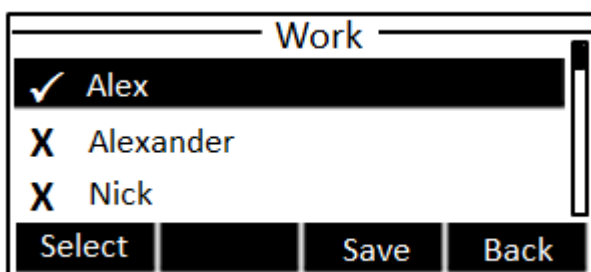 Work
✓ Alex
X Alexander
X Nick
Select Save Back